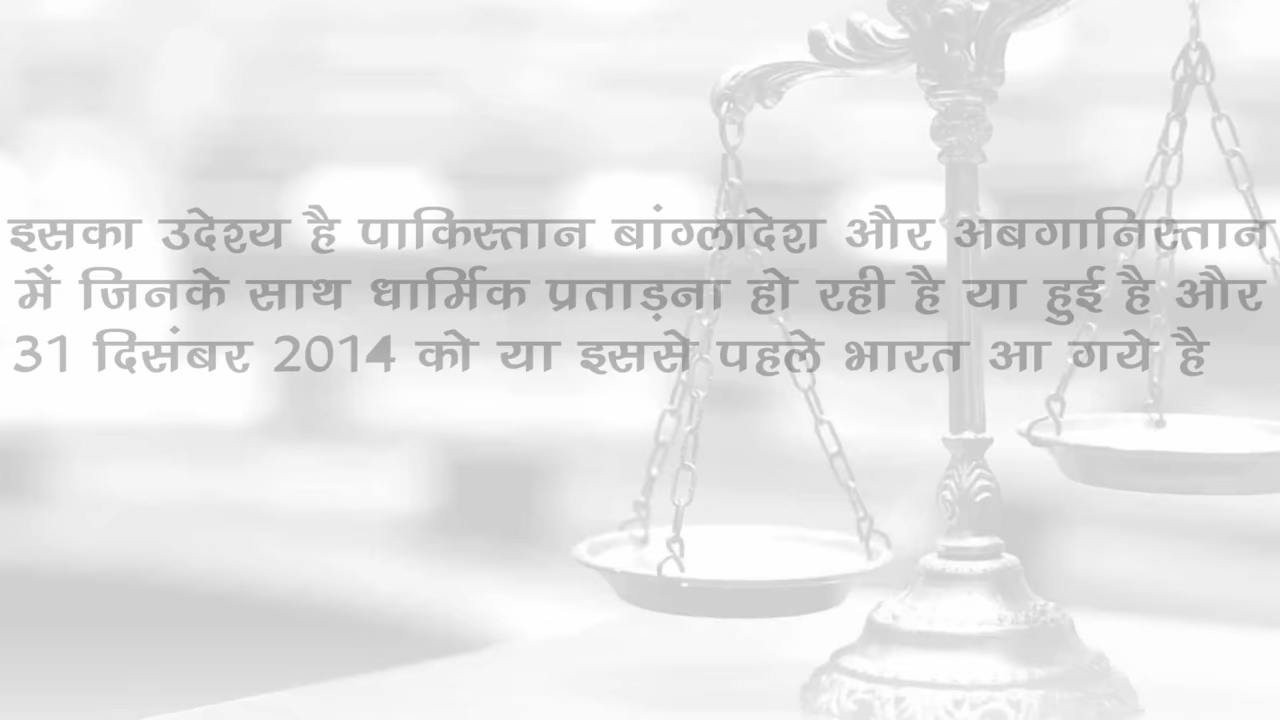 इसका उदेश्य है पाकिस्तान बांग्लादेश और अबगानिस्तान
में जिनके साथ धार्मिक प्रताड़ना हो रही है या हुई है और
31 दिसंबर 2014 को या इससे पहले भारत आ गये है